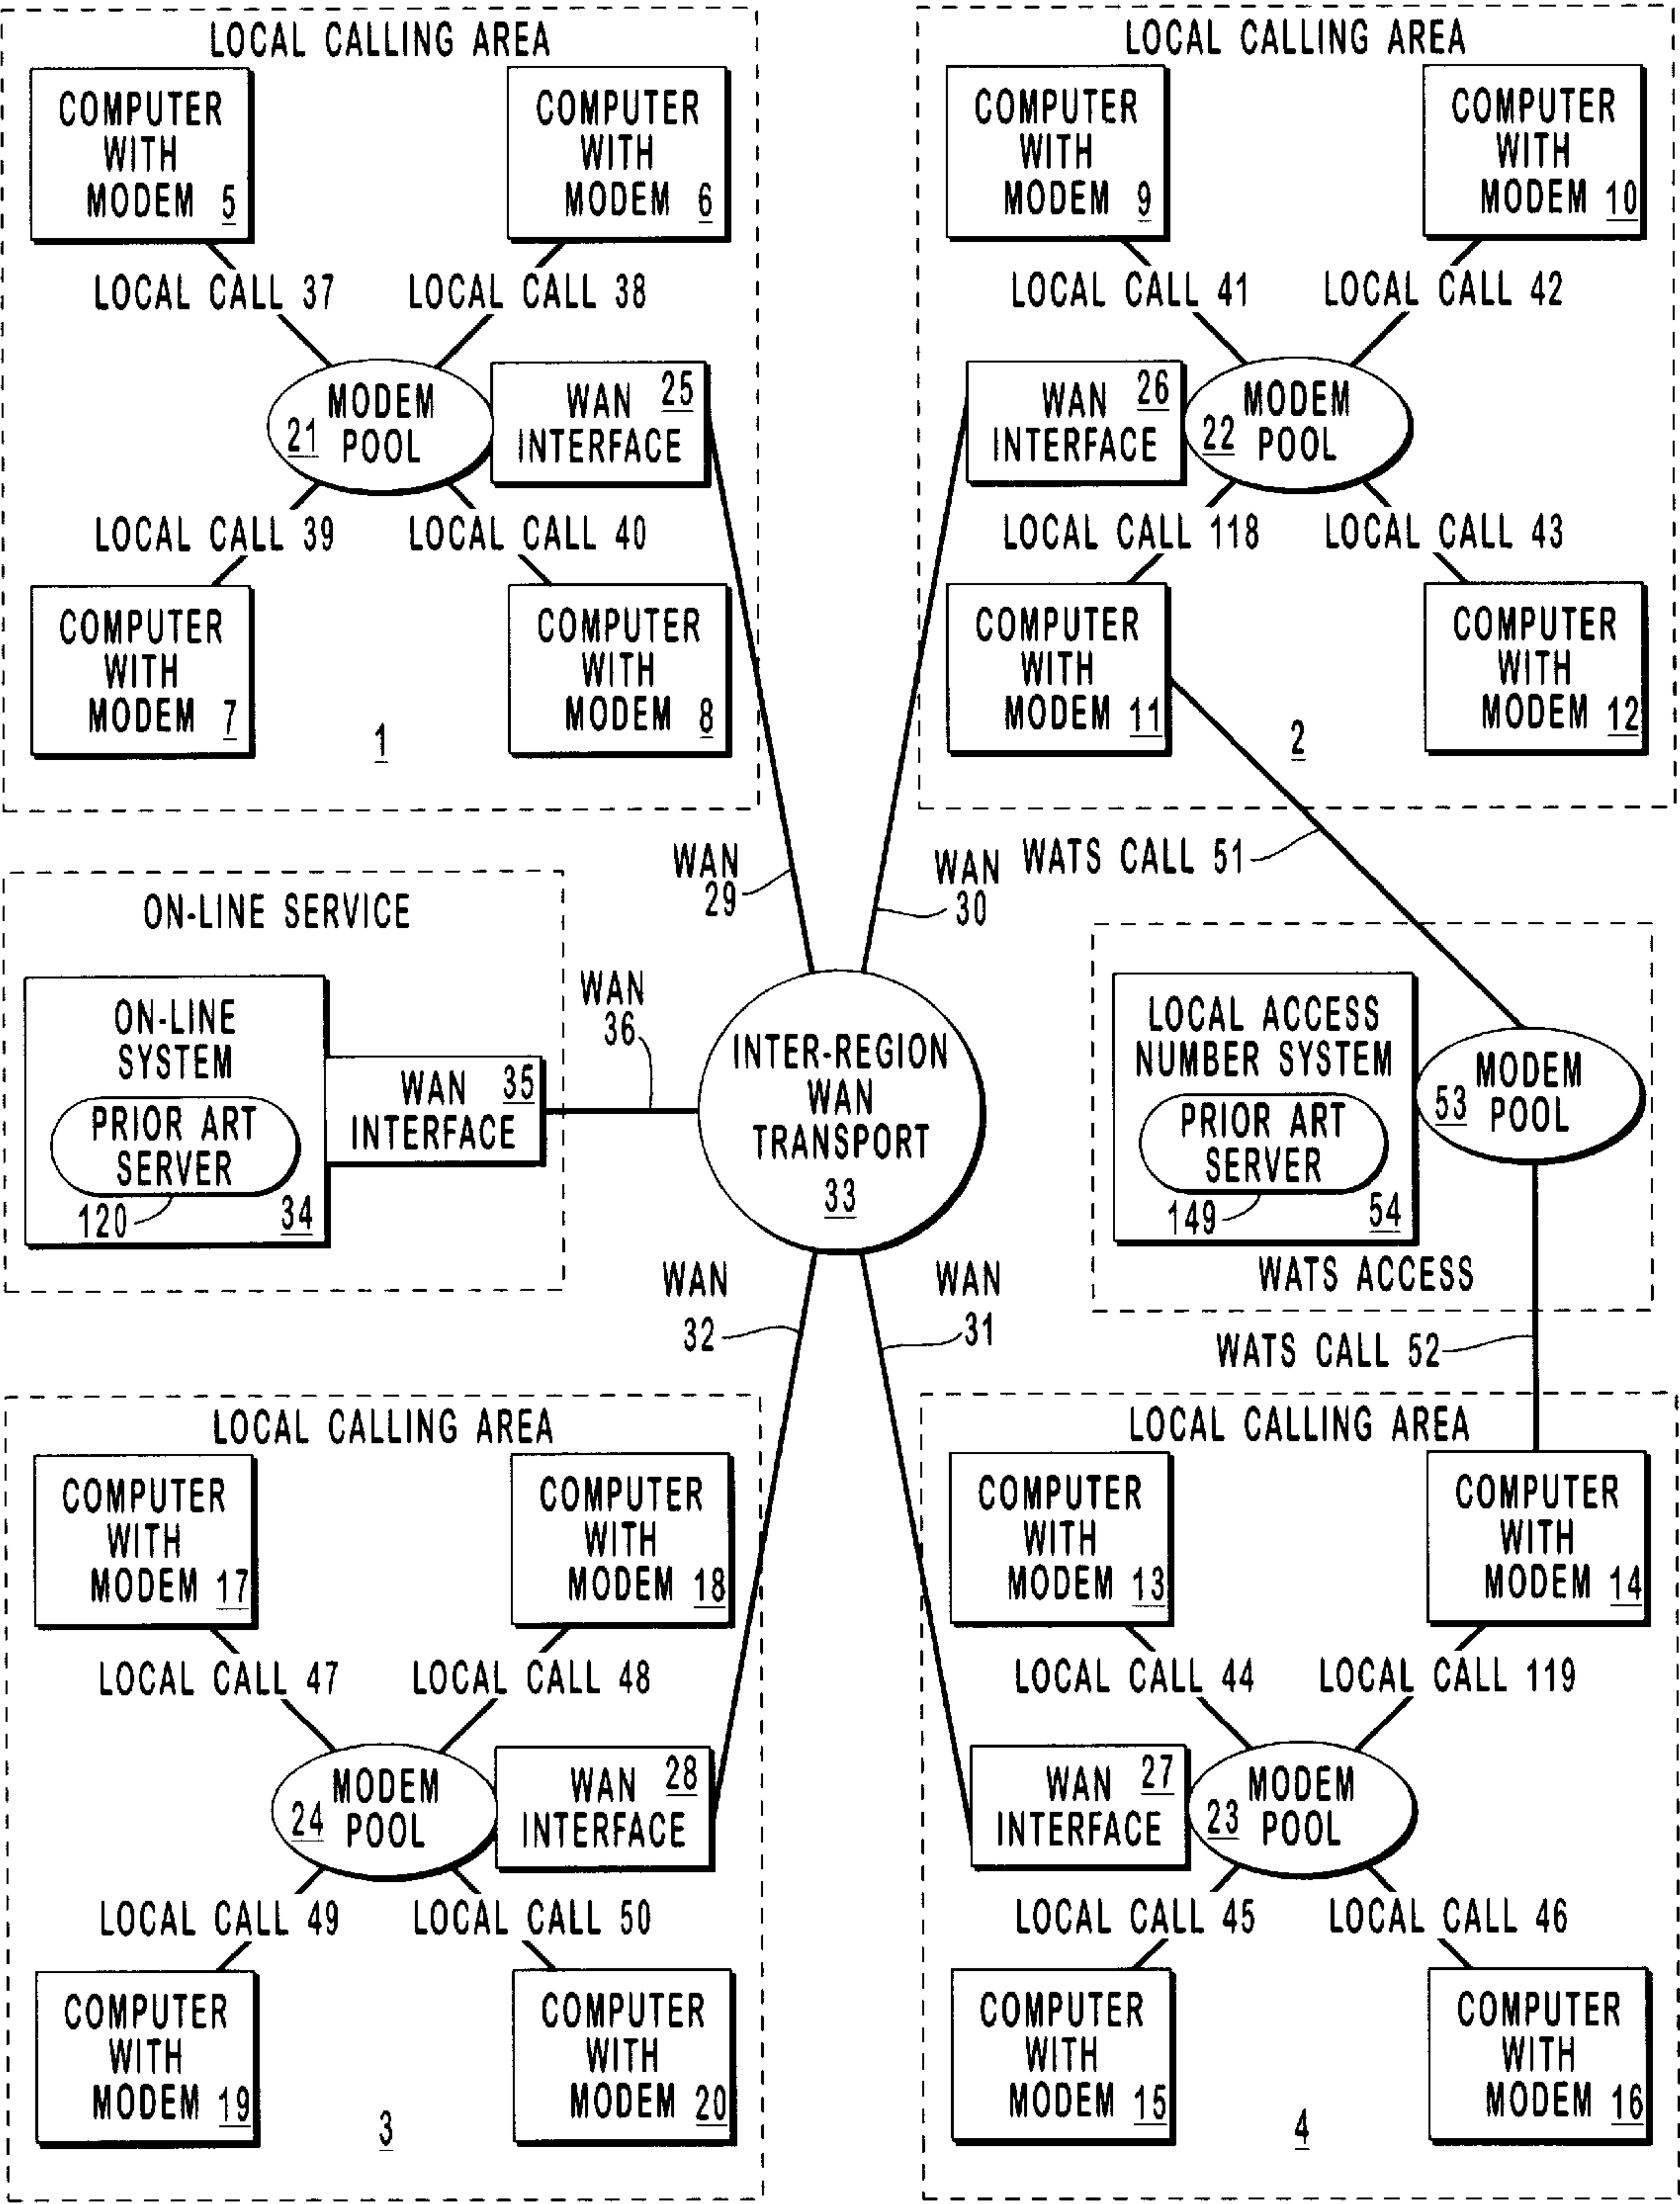 LOCAL CALLING AREA
COMPUTER
WITH
MODEM 5
COMPUTER
WITH
MODEM 6
LOCAL CALL 37
LOCAL CALL 38
MODEM
POOL
21
WAN
INTERFACE
25
LOCAL CALL 39
LOCAL CALL 40
COMPUTER
WITH
MODEM 7
COMPUTER
WITH
MODEM 8
1
LOCAL CALLING AREA
COMPUTER
WITH
MODEM 9
COMPUTER
WITH
MODEM 10
LOCAL CALL 41
LOCAL CALL 42
WAN
INTERFACE
26
MODEM
POOL
22
LOCAL CALL 118
LOCAL CALL 43
COMPUTER
WITH
MODEM 11
COMPUTER
WITH
MODEM 12
2
WAN
29
WAN
30
WATS CALL 51
ON-LINE SERVICE
ON-LINE
SYSTEM
PRIOR ART
SERVER
120
34
WAN
INTERFACE
35
WAN
36
INTER-REGION
WAN
TRANSPORT
33
LOCAL ACCESS
NUMBER SYSTEM
PRIOR ART
SERVER
149
54
MODEM
POOL
53
WATS ACCESS
WAN
32
WAN
31
WATS CALL 52
LOCAL CALLING AREA
COMPUTER
WITH
MODEM 17
COMPUTER
WITH
MODEM 18
LOCAL CALL 47
LOCAL CALL 48
MODEM
POOL
24
WAN
INTERFACE
28
LOCAL CALL 49
LOCAL CALL 50
COMPUTER
WITH
MODEM 19
COMPUTER
WITH
MODEM 20
3
LOCAL CALLING AREA
COMPUTER
WITH
MODEM 13
COMPUTER
WITH
MODEM 14
LOCAL CALL 44
LOCAL CALL 119
WAN
INTERFACE
27
MODEM
POOL
23
LOCAL CALL 45
LOCAL CALL 46
COMPUTER
WITH
MODEM 15
COMPUTER
WITH
MODEM 16
4